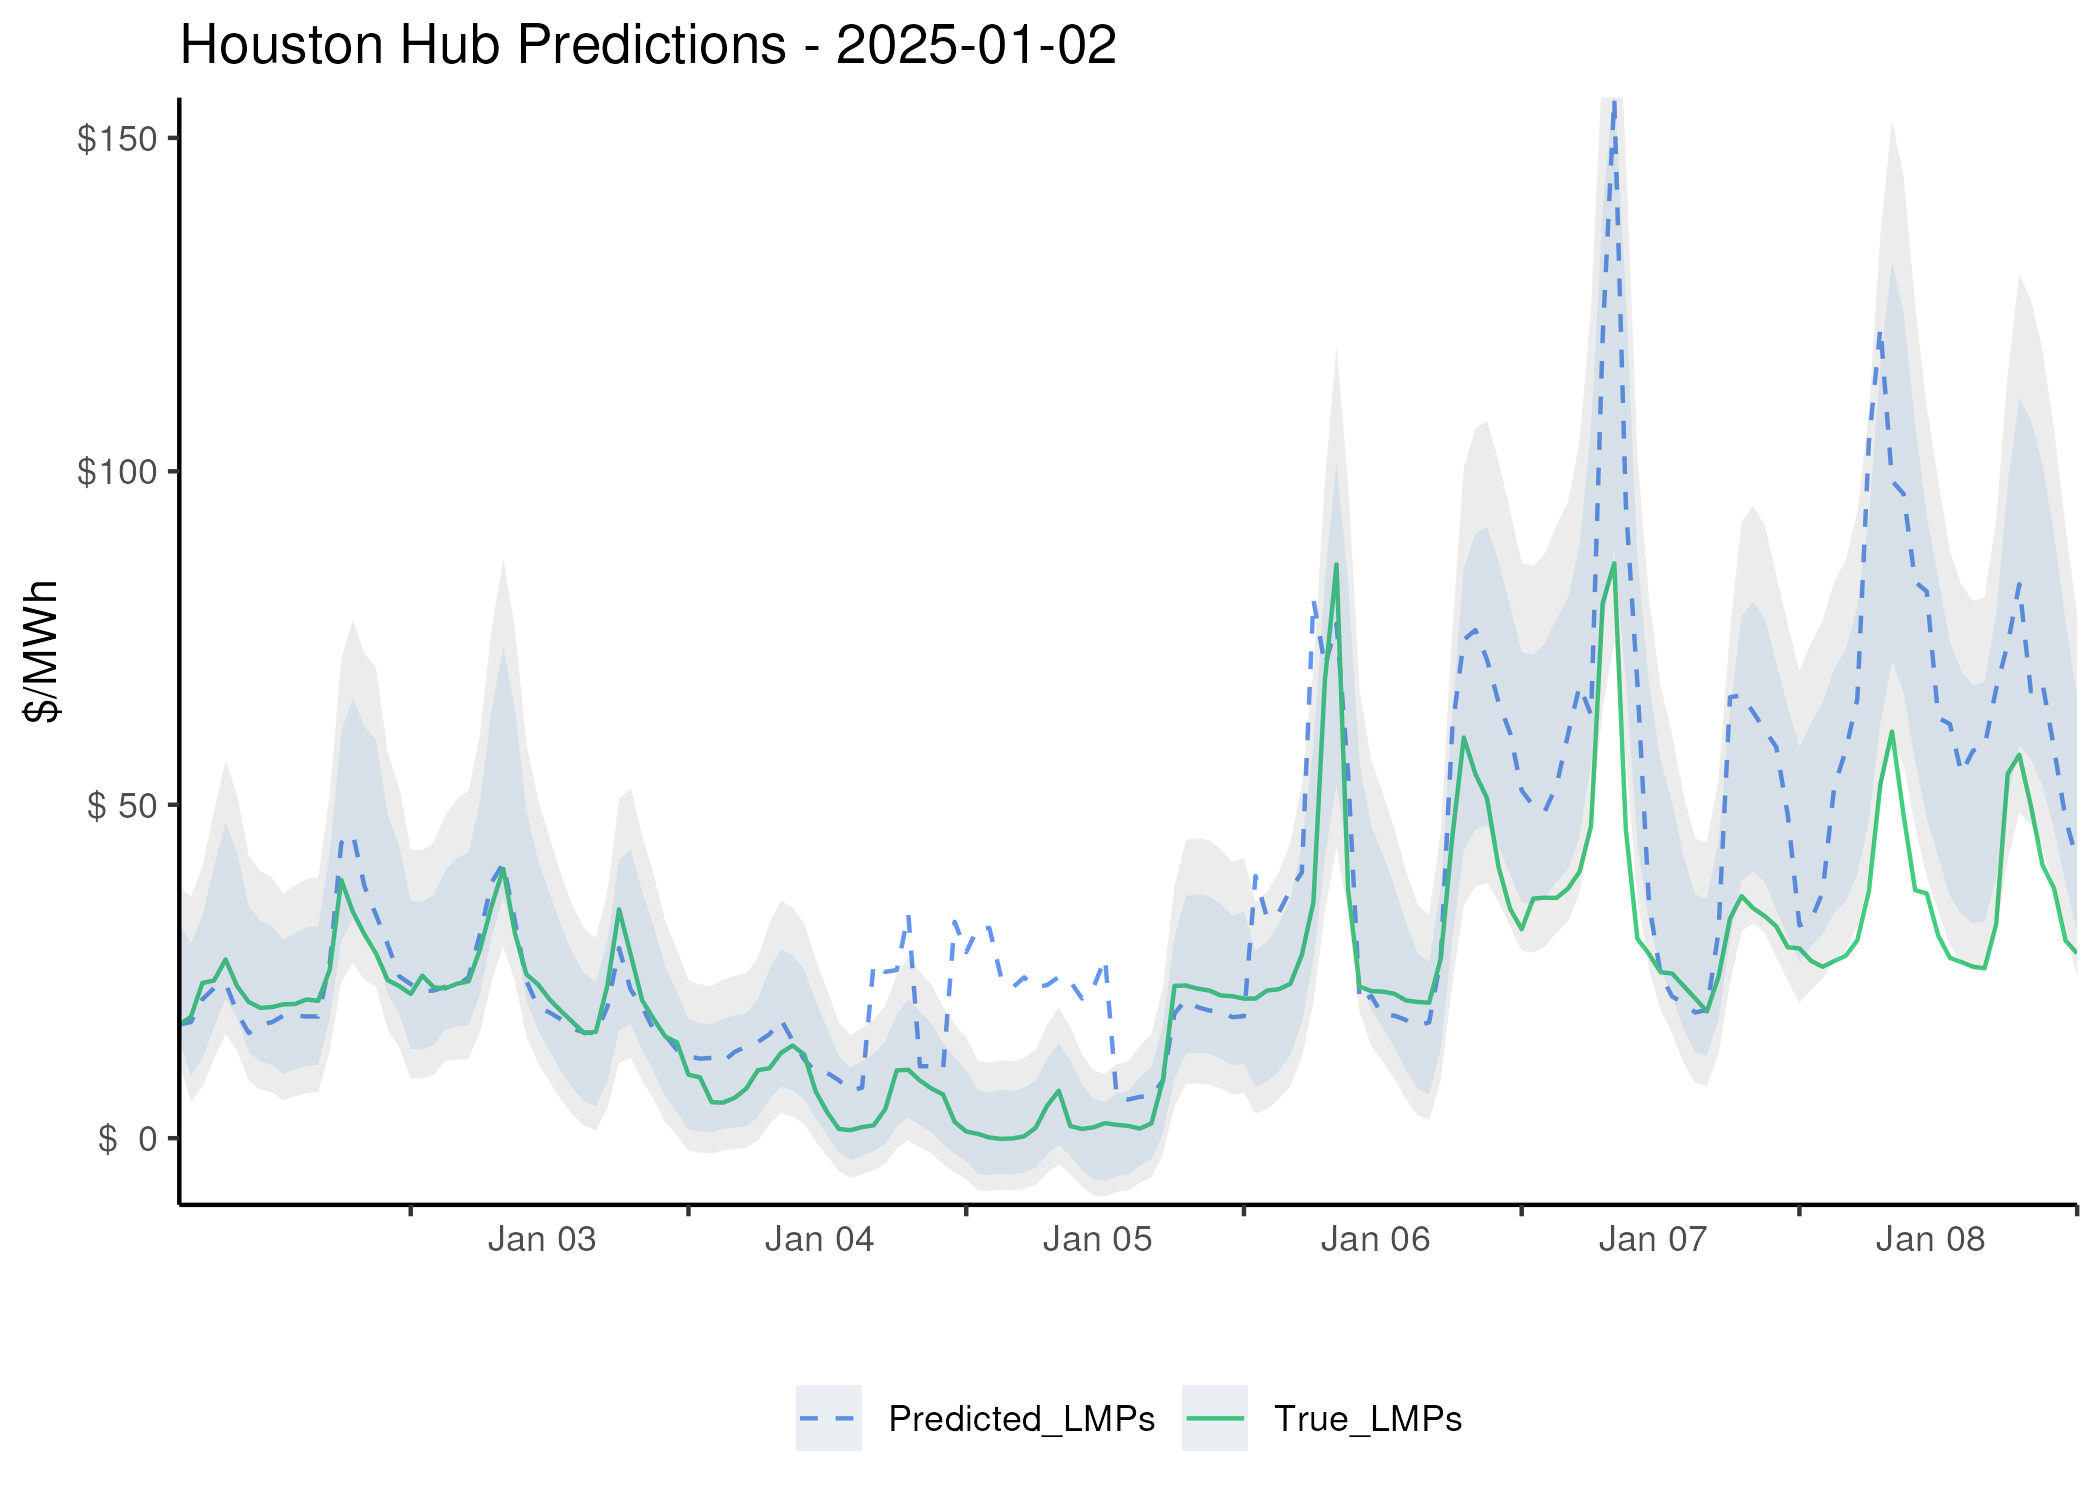 Houston Hub Predictions - 2025-01-02
$/MWh
$150
$100
$ 50
$  0
Jan 03 Jan 04 Jan 05 Jan 06 Jan 07 Jan 08
Predicted_LMPs True_LMPs